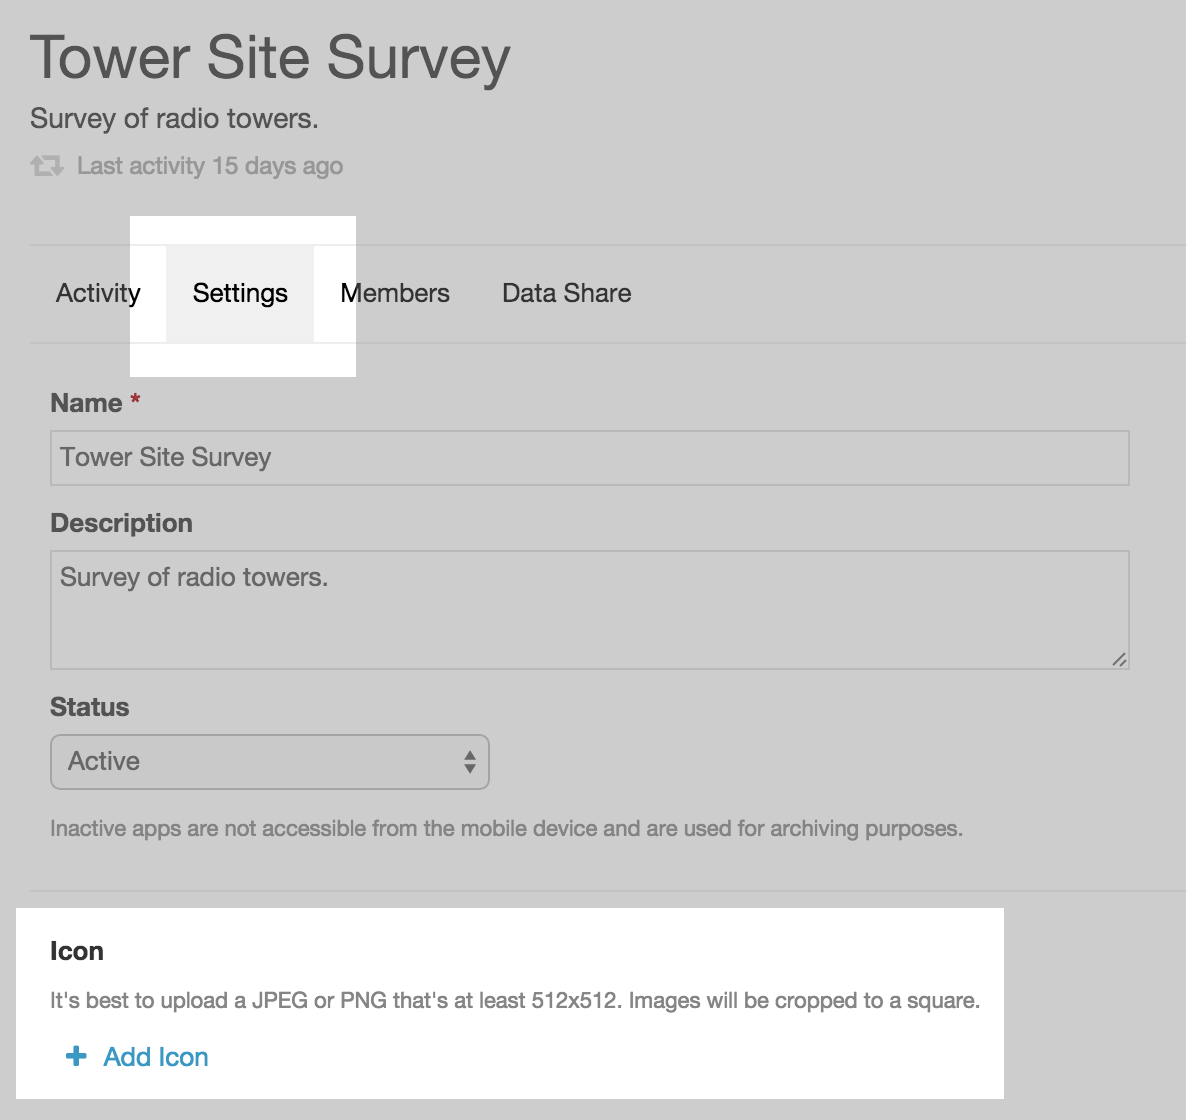 Tower Site Survey
Survey of radio towers.
Last activity 15 days ago
Activity Settings Members Data Share
Name *
Tower Site Survey
Description
Survey of radio towers.
Status
Active
Inactive apps are not accessible from the mobile device and are used for archiving purposes.
Icon
It's best to upload a JPEG or PNG that's at least 512x512. Images will be cropped to a square.
+ Add Icon